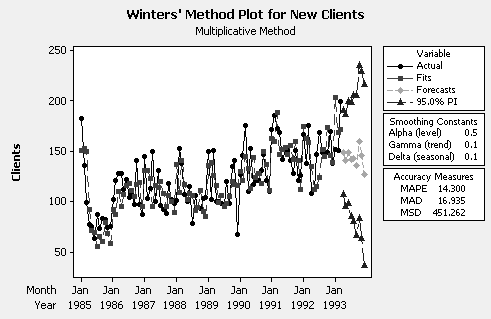 Winters' Method Plot for New Clients
Multiplicative Method
Clients
250
200
150
100
50
Month Jan Jan Jan Jan Jan Jan Jan Jan Jan
Year 1985 1986 1987 1988 1989 1990 1991 1992 1993
Variable
Actual
Fits
Forecasts
95.0% PI
Smoothing Constants
Alpha (level) 0.5
Gamma (trend) 0.1
Delta (seasonal) 0.1
Accuracy Measures
MAPE 14.300
MAD 16.935
MSD 451.262